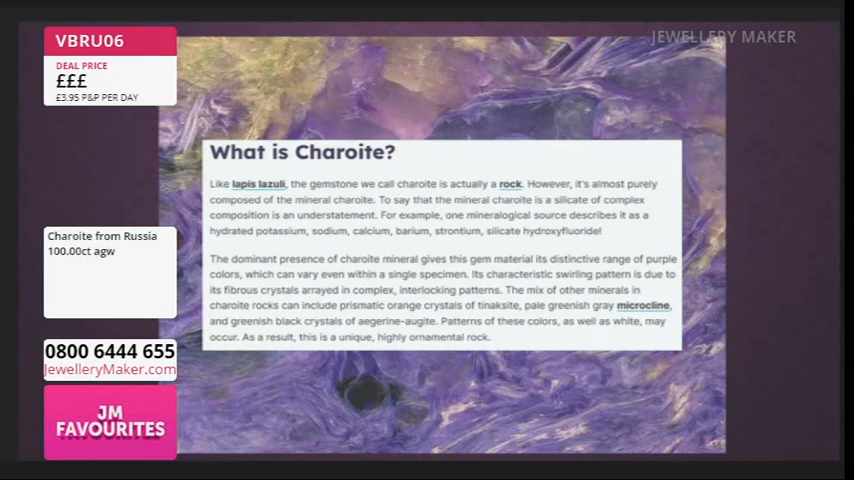 VBRU06
DEAL PRICE
£££
£3.95 P&P PER DAY
JEWELLERY MAKER
What is Charoite?
Like lapis lazuli, the gemstone we call charoite is actually a rock. However, it's almost purely
composed of the mineral charoite. To say that the mineral charoite is a silicate of complex
composition is an understatement. For example, one mineralogical source describes it as a
hydrated potassium, sodium, calcium, barium, strontium, silicate hydroxyfluoride!
The dominant presence of charoite mineral gives this gem material its distinctive range of purple
colors, which can vary even within a single specimen. Its characteristic swirling pattern is due to
its fibrous crystals arrayed in complex, interlocking patterns. The mix of other minerals in
charoite rocks can include prismatic orange crystals of tinaksite, pale greenish gray microcline,
and greenish black crystals of aegerine-augite. Patterns of these colors, as well as white, may
occur. As a result, this is a unique, highly ornamental rock.
Charoite from Russia
100.00ct agw
0800 6444 655
JewelleryMaker.com
JM
FAVOURITES